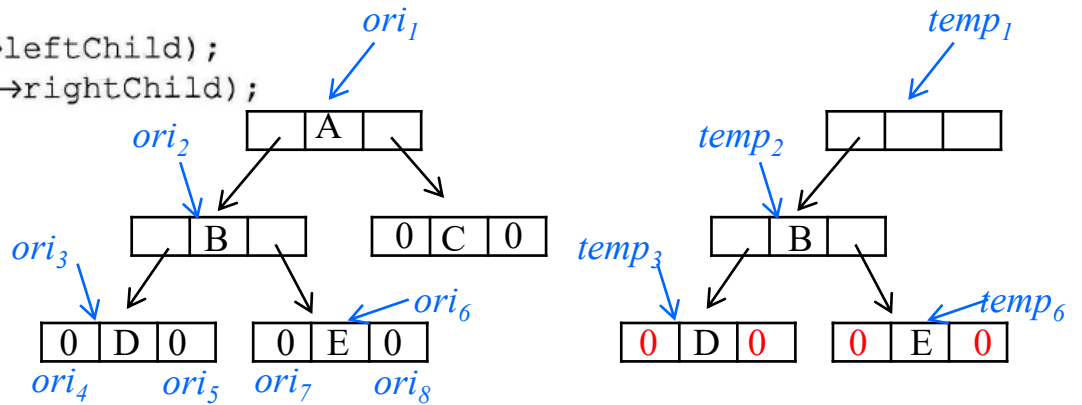 →leftChild);
→rightChild);
ori₁ temp₁
A
ori₂ temp₂
B 0 C 0 B
ori₃ temp₃
ori₆ temp₆
0 D 0 0 E 0 0 D 0 0 E 0
ori₄ ori₅ ori₇ ori₈